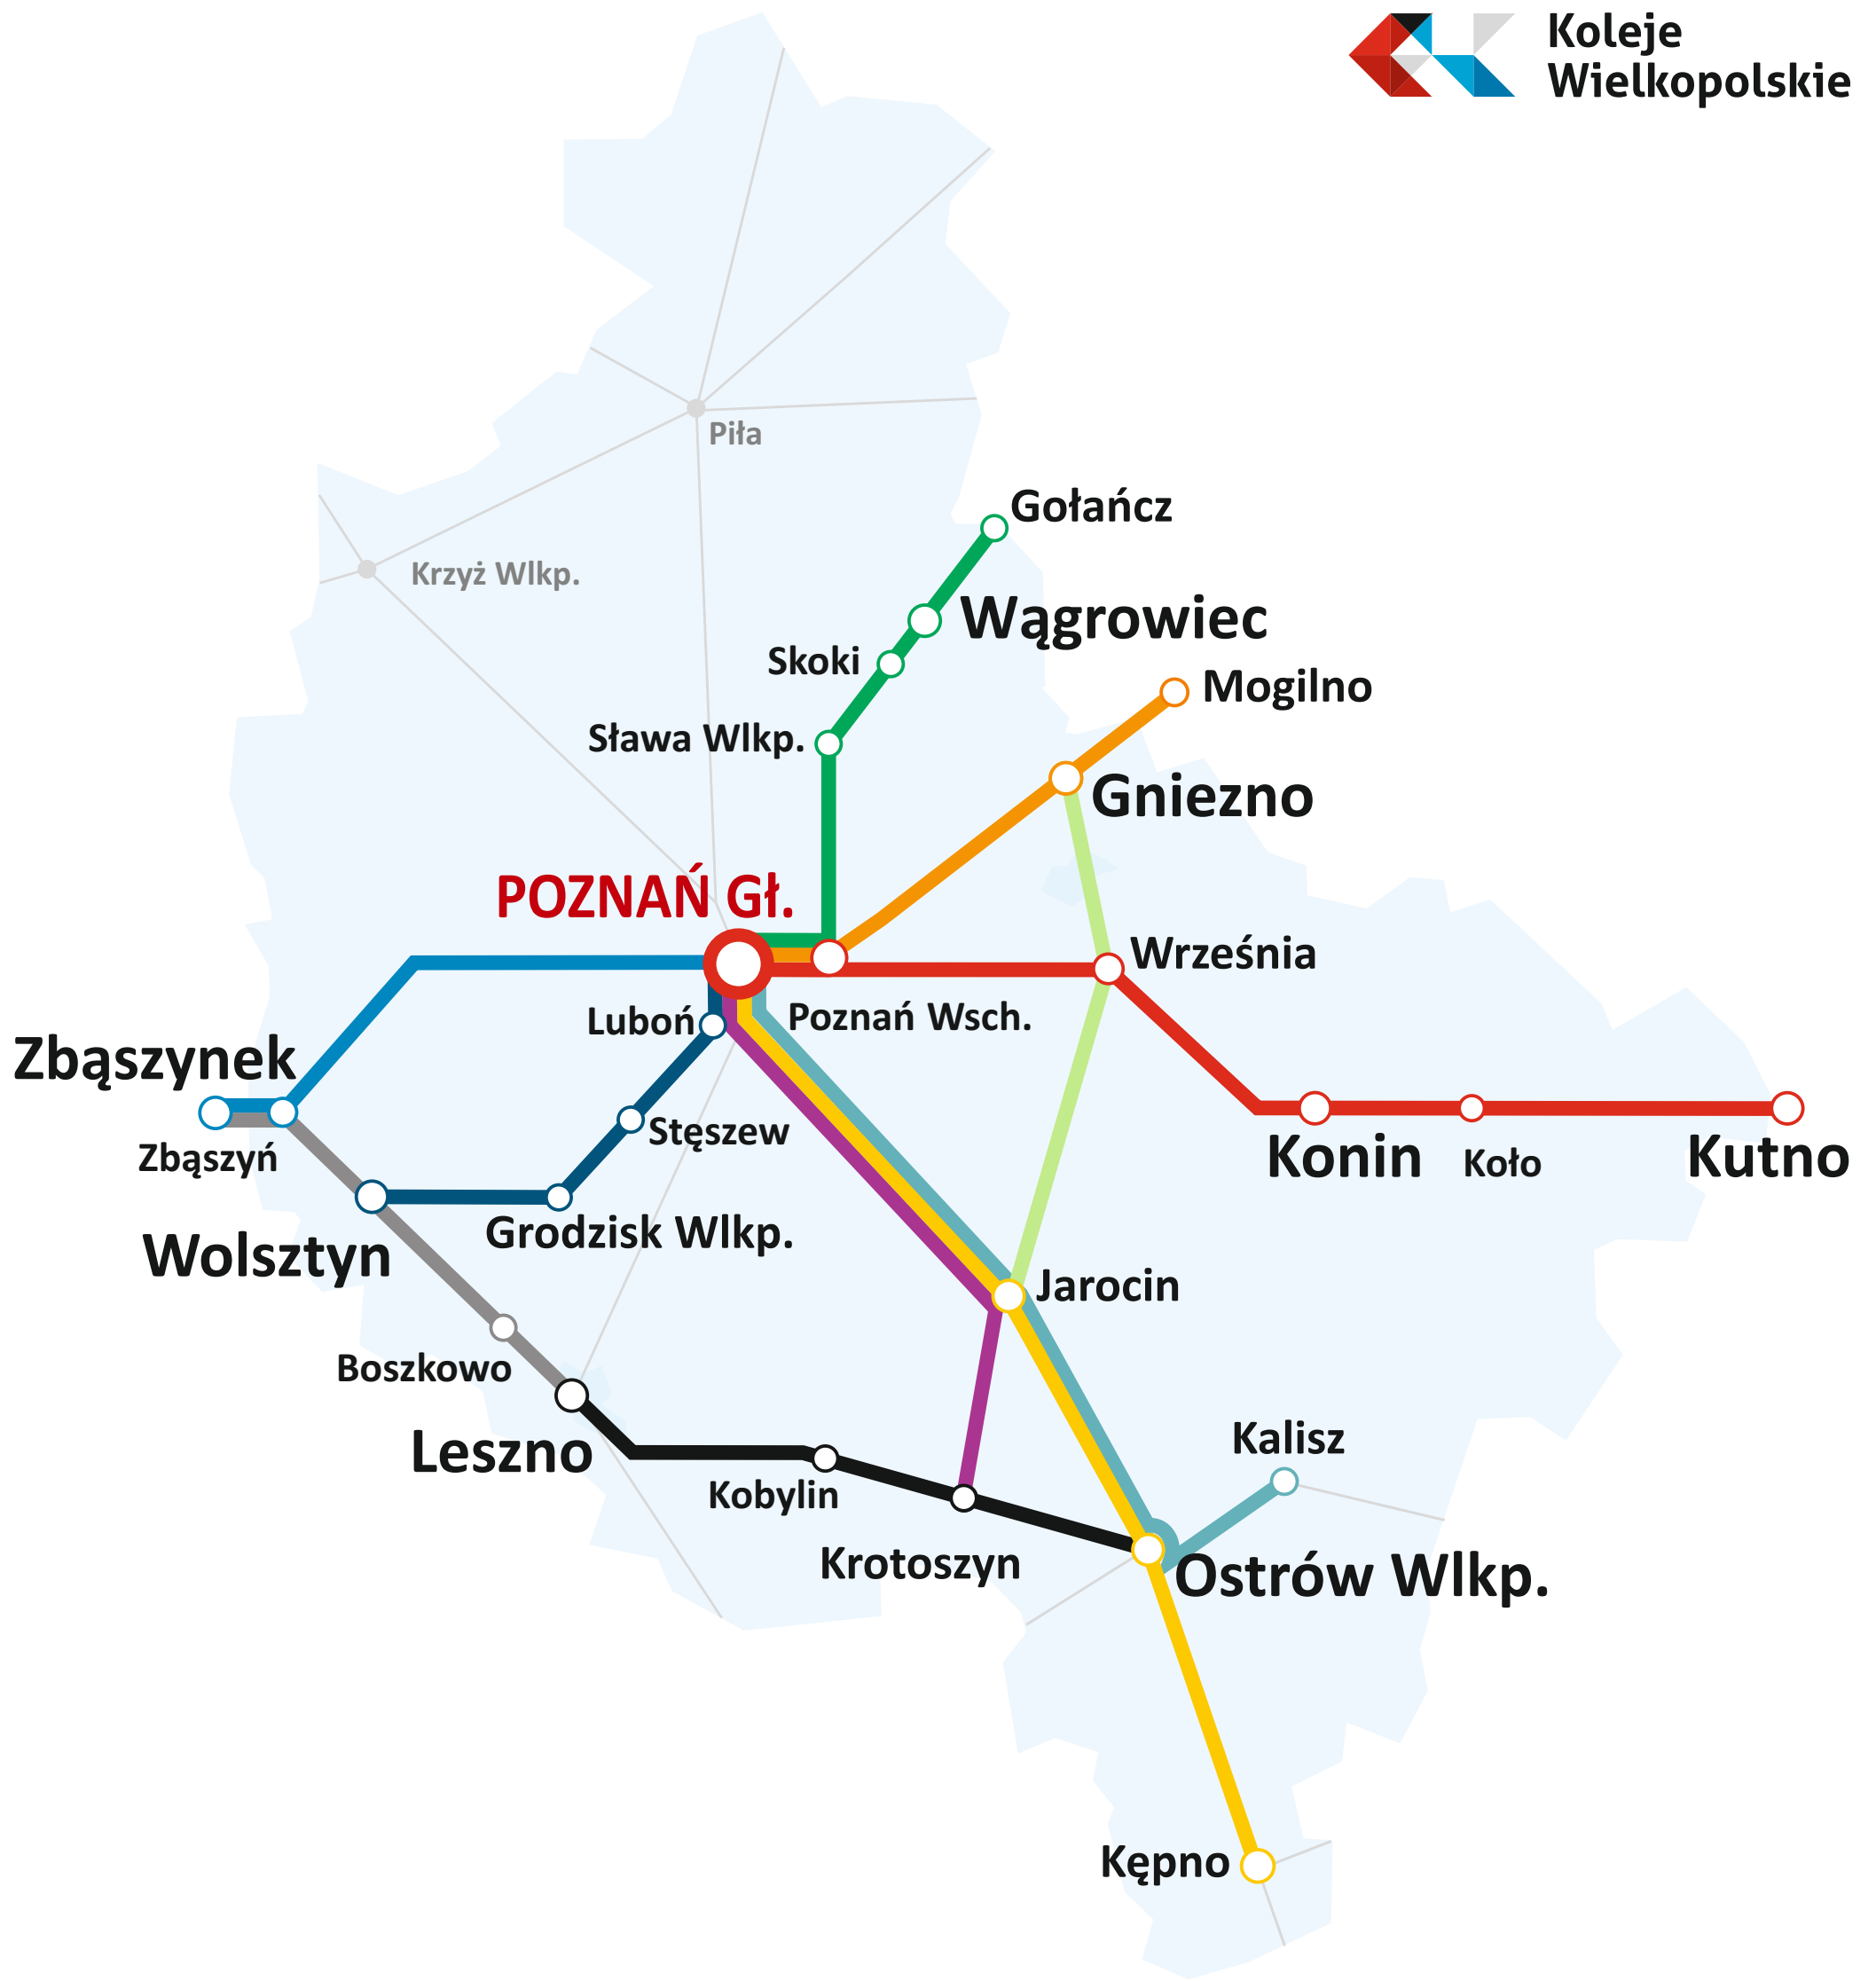 Koleje
Wielkopolskie
Piła
Gołańcz
Krzyż Wlkp.
Wągrowiec
Skoki
Mogilno
Sława Wlkp.
Gniezno
POZNAŃ Gł.
Września
Luboń
Poznań Wsch.
Zbąszynek
Stęszew
Zbąszyń
Konin
Koło
Kutno
Grodzisk Wlkp.
Wolsztyn
Jarocin
Boszkowo
Kalisz
Leszno
Kobylin
Krotoszyn
Ostrów Wlkp.
Kępno